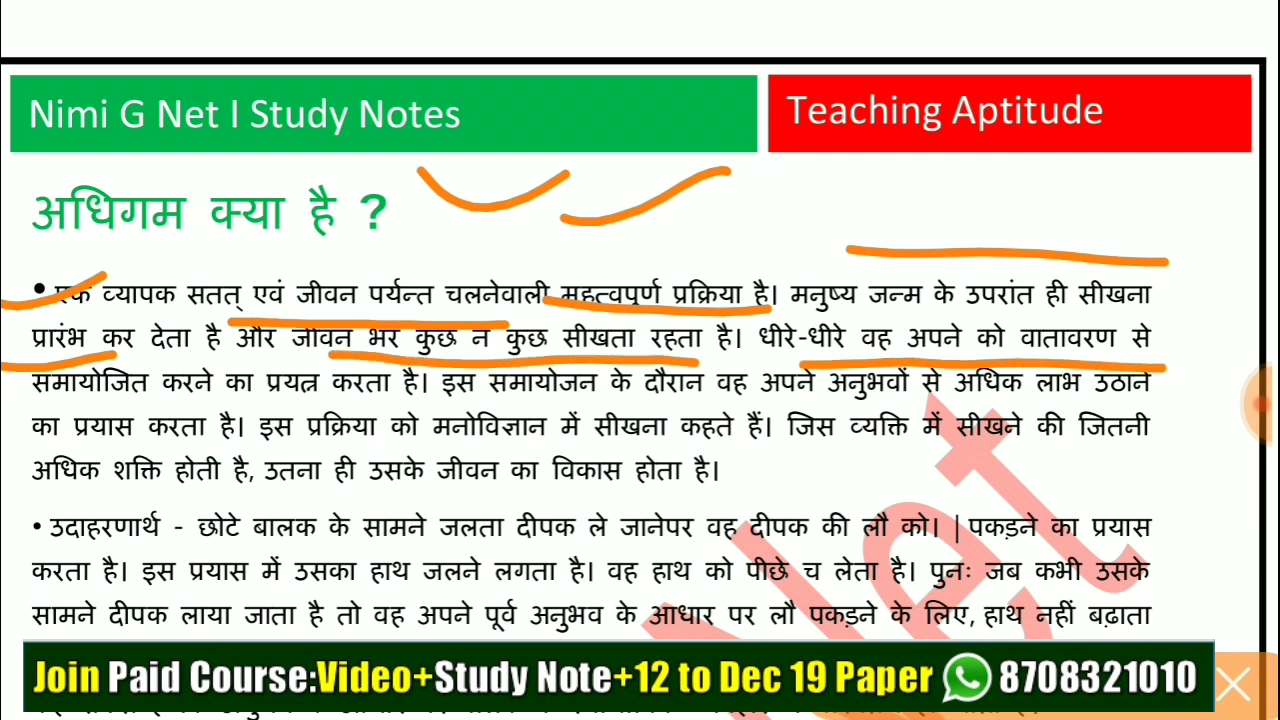 Nimi G Net I Study Notes
Teaching Aptitude
अधिगम क्या है ?
• एक व्यापक सतत् एवं जीवन पर्यन्त चलनेवाली महत्वपूर्ण प्रक्रिया है। मनुष्य जन्म के उपरांत ही सीखना
प्रारंभ कर देता है और जीवन भर कुछ न कुछ सीखता रहता है। धीरे-धीरे वह अपने को वातावरण से
समायोजित करने का प्रयत्न करता है। इस समायोजन के दौरान वह अपने अनुभवों से अधिक लाभ उठाने
का प्रयास करता है। इस प्रक्रिया को मनोविज्ञान में सीखना कहते हैं। जिस व्यक्ति में सीखने की जितनी
अधिक शक्ति होती है, उतना ही उसके जीवन का विकास होता है।
• उदाहरणार्थ - छोटे बालक के सामने जलता दीपक ले जानेपर वह दीपक की लौ को। | पकड़ने का प्रयास
करता है। इस प्रयास में उसका हाथ जलने लगता है। वह हाथ को पीछे च लेता है। पुनः जब कभी उसके
सामने दीपक लाया जाता है तो वह अपने पूर्व अनुभव के आधार पर लौ पकड़ने के लिए, हाथ नहीं बढ़ाता
Join Paid Course:Video+Study Note+12 to Dec 19 Paper 8708321010
Net